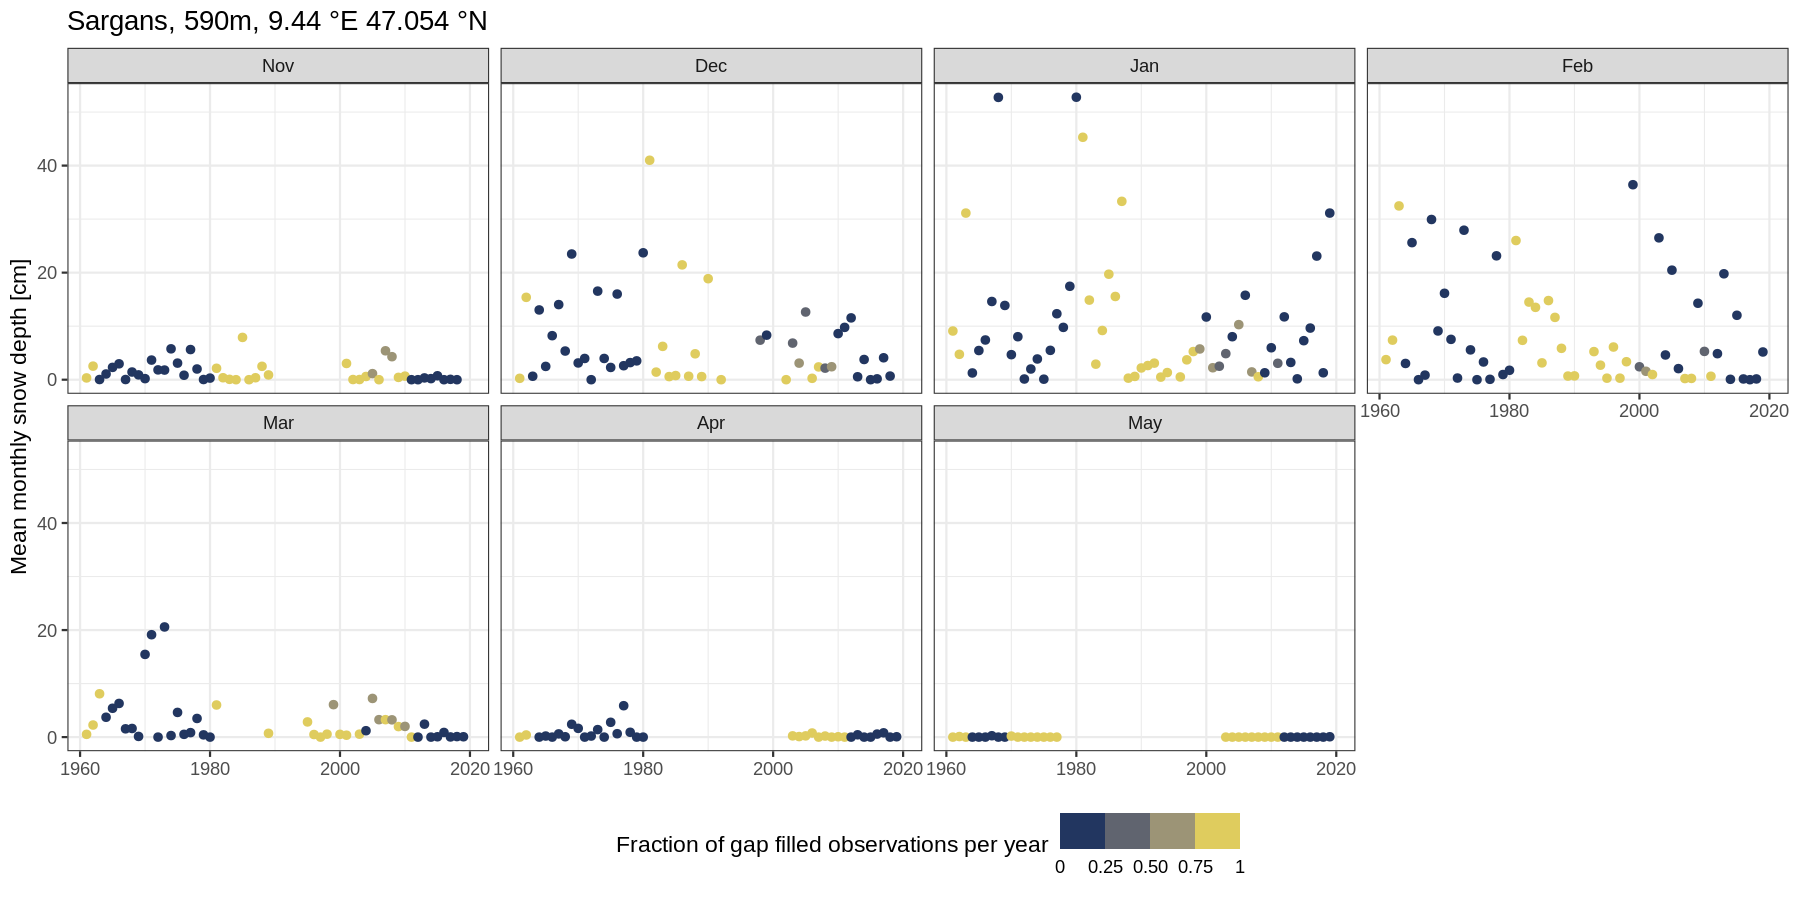 Sargans, 590m, 9.44 °E 47.054 °N
Nov Dec Jan Feb
Mean monthly snow depth [cm]
40
20
0
1960 1980 2000 2020
Mar Apr May
40
20
0
1960 1980 2000 2020 1960 1980 2000 2020 1960 1980 2000 2020
Fraction of gap filled observations per year
0 0.25 0.50 0.75 1